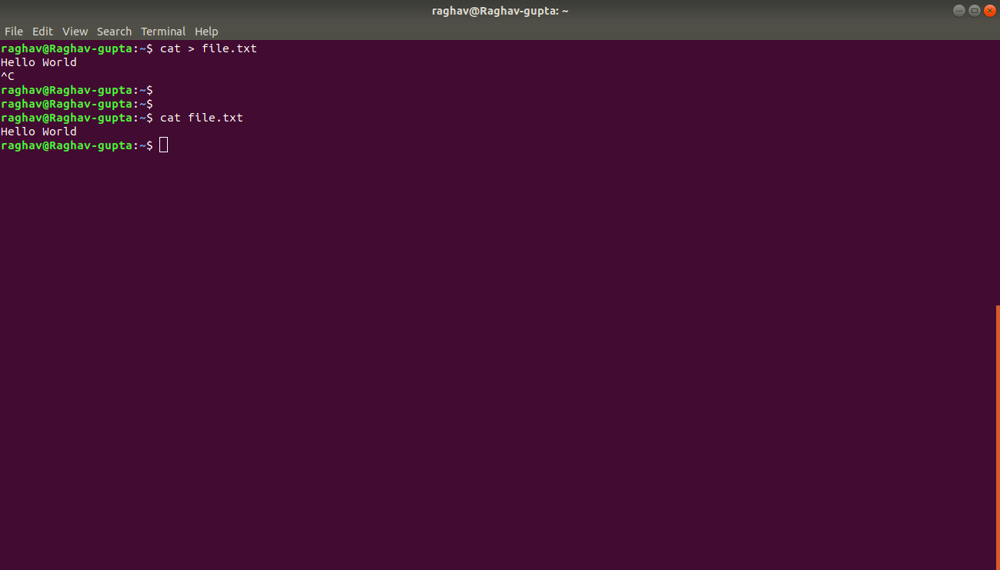 raghav@Raghav-gupta: ~
File Edit View Search Terminal Help
raghav@Raghav-gupta:~$ cat > file.txt
Hello World
^C
raghav@Raghav-gupta:~$
raghav@Raghav-gupta:~$
raghav@Raghav-gupta:~$ cat file.txt
Hello World
raghav@Raghav-gupta:~$